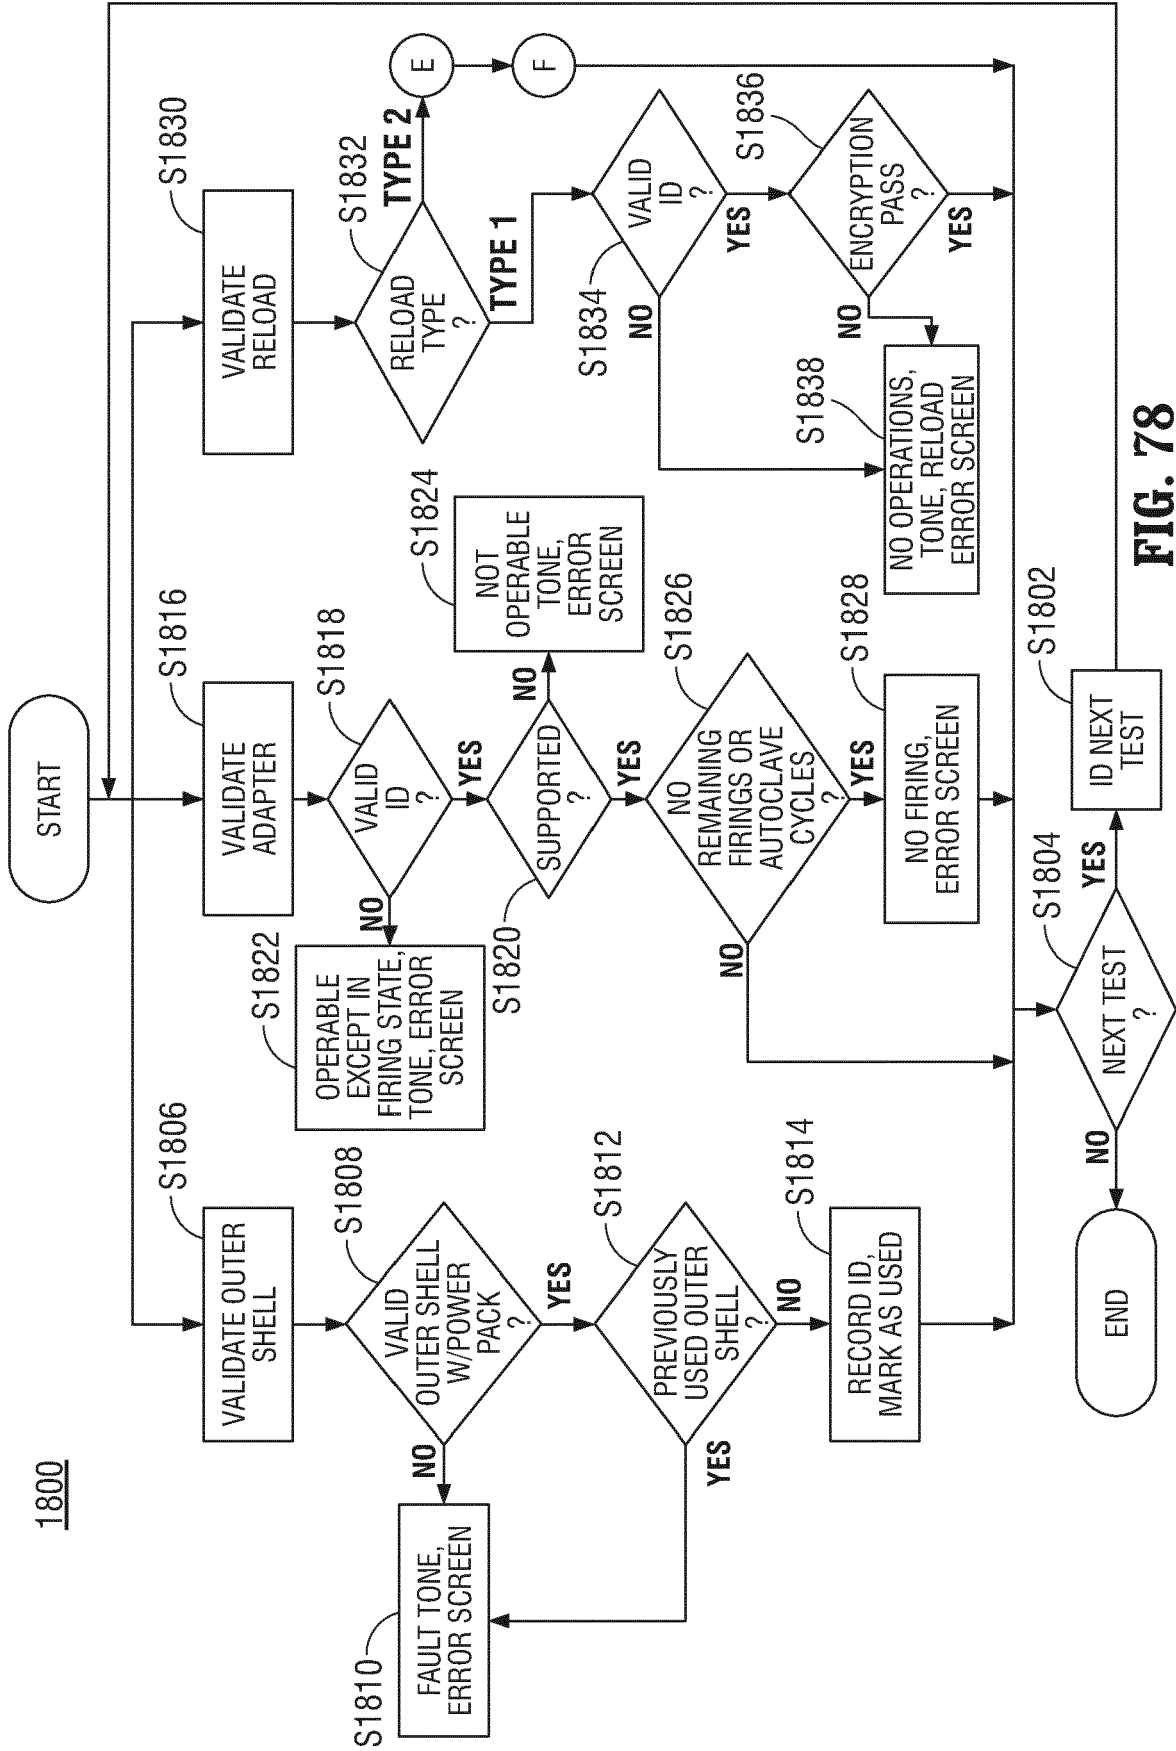 1800
START
S1806
VALIDATE OUTER
SHELL
S1808
VALID
OUTER SHELL
W/POWER
PACK
?
NO
YES
S1810
FAULT TONE,
ERROR SCREEN
S1812
PREVIOUSLY
USED OUTER
SHELL
?
YES
NO
S1814
RECORD ID,
MARK AS USED
S1816
VALIDATE
ADAPTER
S1818
VALID
ID
?
NO
YES
S1822
OPERABLE
EXCEPT IN
FIRING STATE,
TONE, ERROR
SCREEN
S1820
SUPPORTED
?
NO
YES
S1824
NOT
OPERABLE
TONE,
ERROR
SCREEN
S1826
NO
REMAINING
FIRINGS OR
AUTOCLAVE
CYCLES
?
NO
YES
S1828
NO FIRING,
ERROR SCREEN
S1830
VALIDATE
RELOAD
S1832
RELOAD
TYPE
?
TYPE 2
TYPE 1
E
F
S1834
VALID
ID
?
NO
YES
S1836
ENCRYPTION
PASS
?
NO
YES
S1838
NO OPERATIONS,
TONE, RELOAD
ERROR SCREEN
S1804
NEXT TEST
?
NO
YES
S1802
ID NEXT
TEST
END
FIG. 78